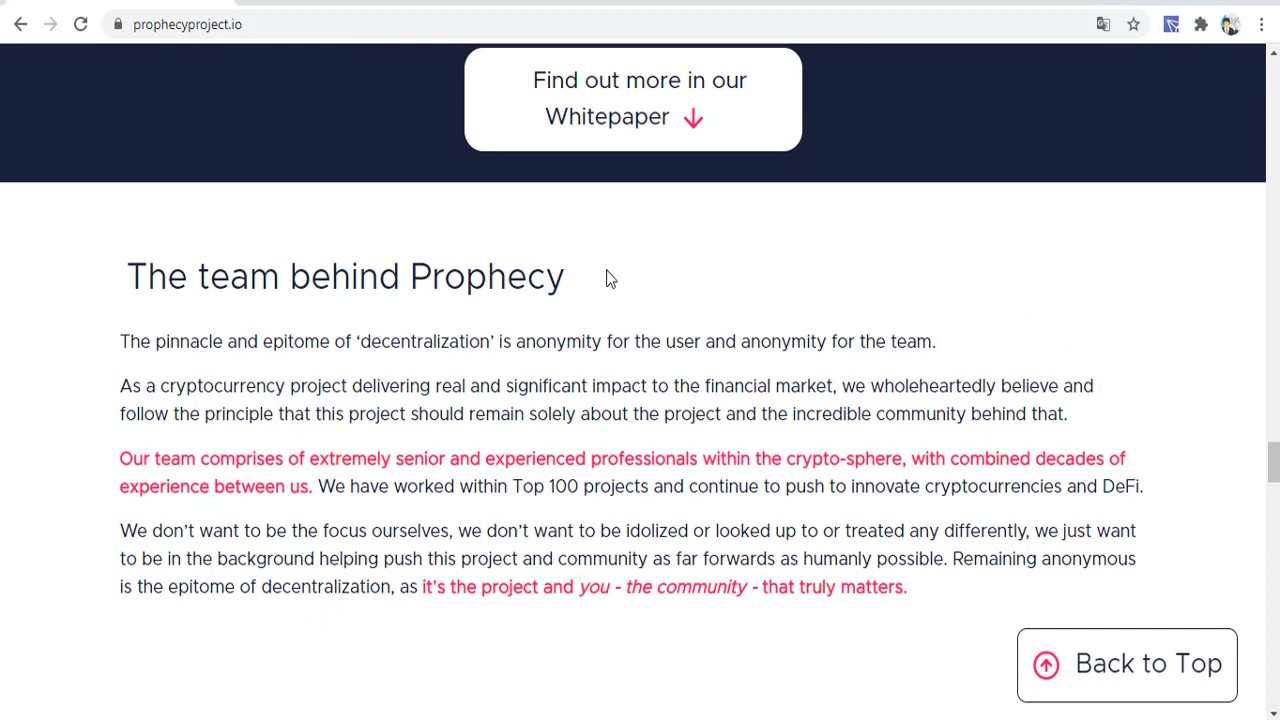 prophecyproject.io
Find out more in our
Whitepaper
The team behind Prophecy
The pinnacle and epitome of ‘decentralization’ is anonymity for the user and anonymity for the team.
As a cryptocurrency project delivering real and significant impact to the financial market, we wholeheartedly believe and
follow the principle that this project should remain solely about the project and the incredible community behind that.
Our team comprises of extremely senior and experienced professionals within the crypto-sphere, with combined decades of
experience between us. We have worked within Top 100 projects and continue to push to innovate cryptocurrencies and DeFi.
We don’t want to be the focus ourselves, we don’t want to be idolized or looked up to or treated any differently, we just want
to be in the background helping push this project and community as far forwards as humanly possible. Remaining anonymous
is the epitome of decentralization, as it’s the project and you - the community - that truly matters.
Back to Top